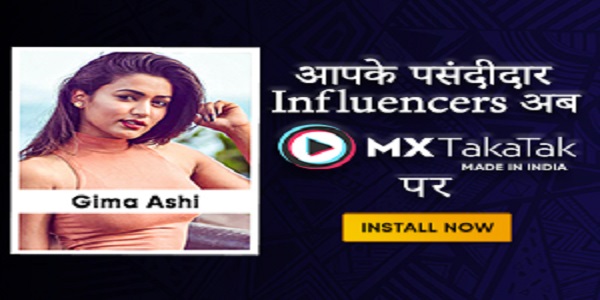 Gima Ashi
आपके पसंदीदार
Influencers अब
MX TakaTak
MADE IN INDIA
पर
INSTALL NOW